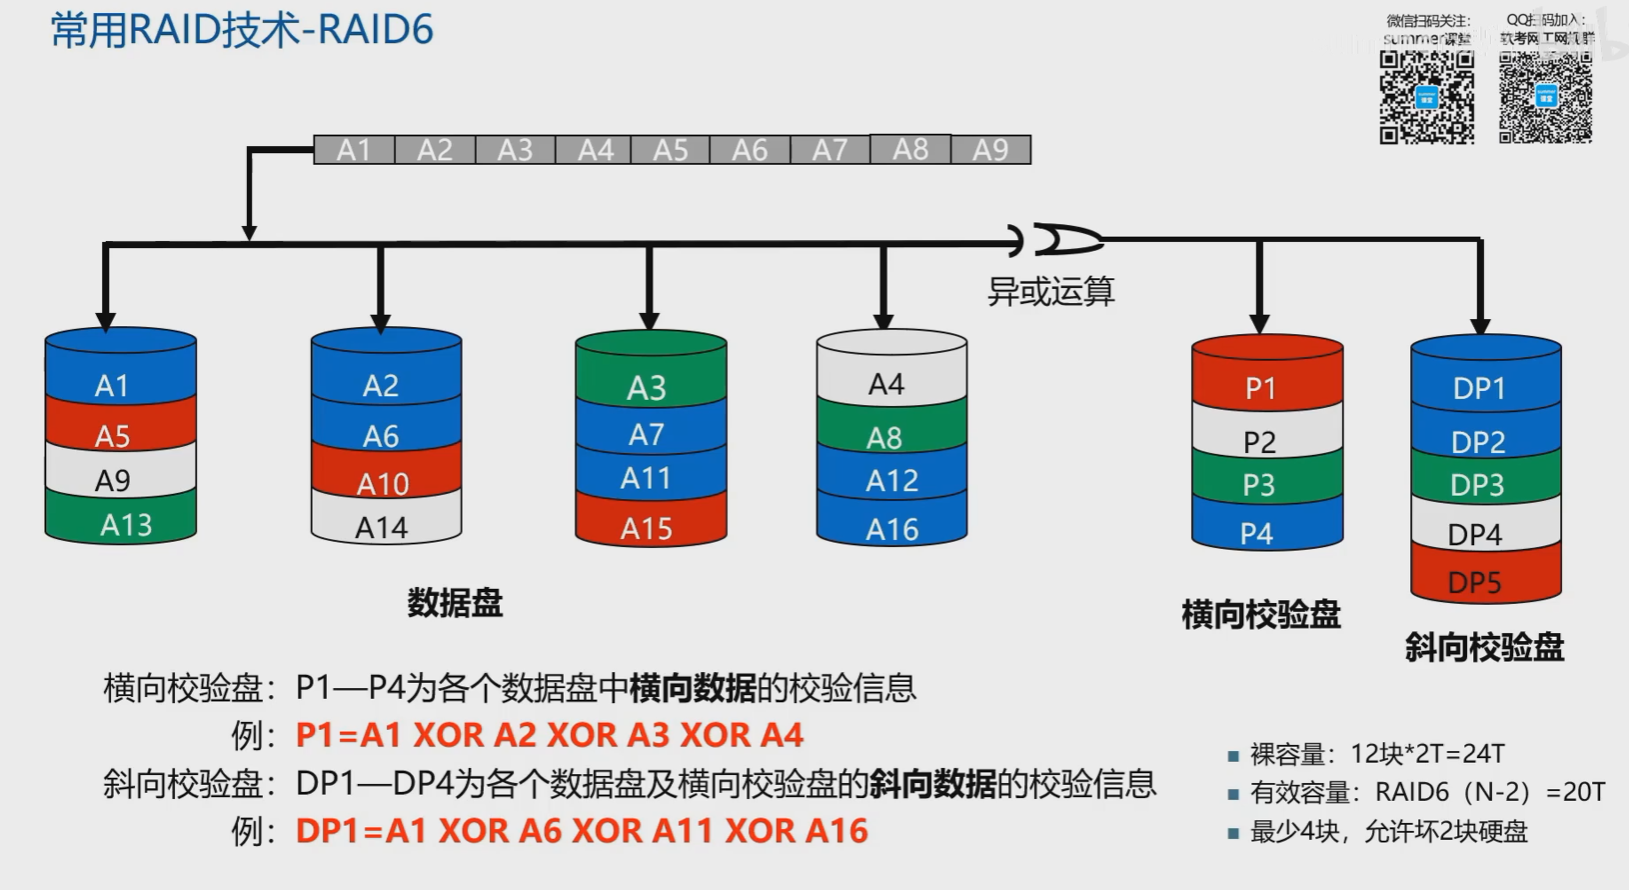 常用RAID技术-RAID6
微信扫码关注:
summer课堂
QQ扫码加入:
软考网工网规群
A1 A2 A3 A4 A5 A6 A7 A8 A9
异或运算
A1 A2 A3 A4 P1 DP1
A5 A6 A7 A8 P2 DP2
A9 A10 A11 A12 P3 DP3
A13 A14 A15 A16 P4 DP4
DP5
数据盘
横向校验盘
斜向校验盘
横向校验盘：P1—P4为各个数据盘中横向数据的校验信息
例：P1=A1 XOR A2 XOR A3 XOR A4
斜向校验盘：DP1—DP4为各个数据盘及横向校验盘的斜向数据的校验信息
例：DP1=A1 XOR A6 XOR A11 XOR A16
裸容量：12块*2T=24T
有效容量：RAID6（N-2）=20T
最少4块，允许坏2块硬盘